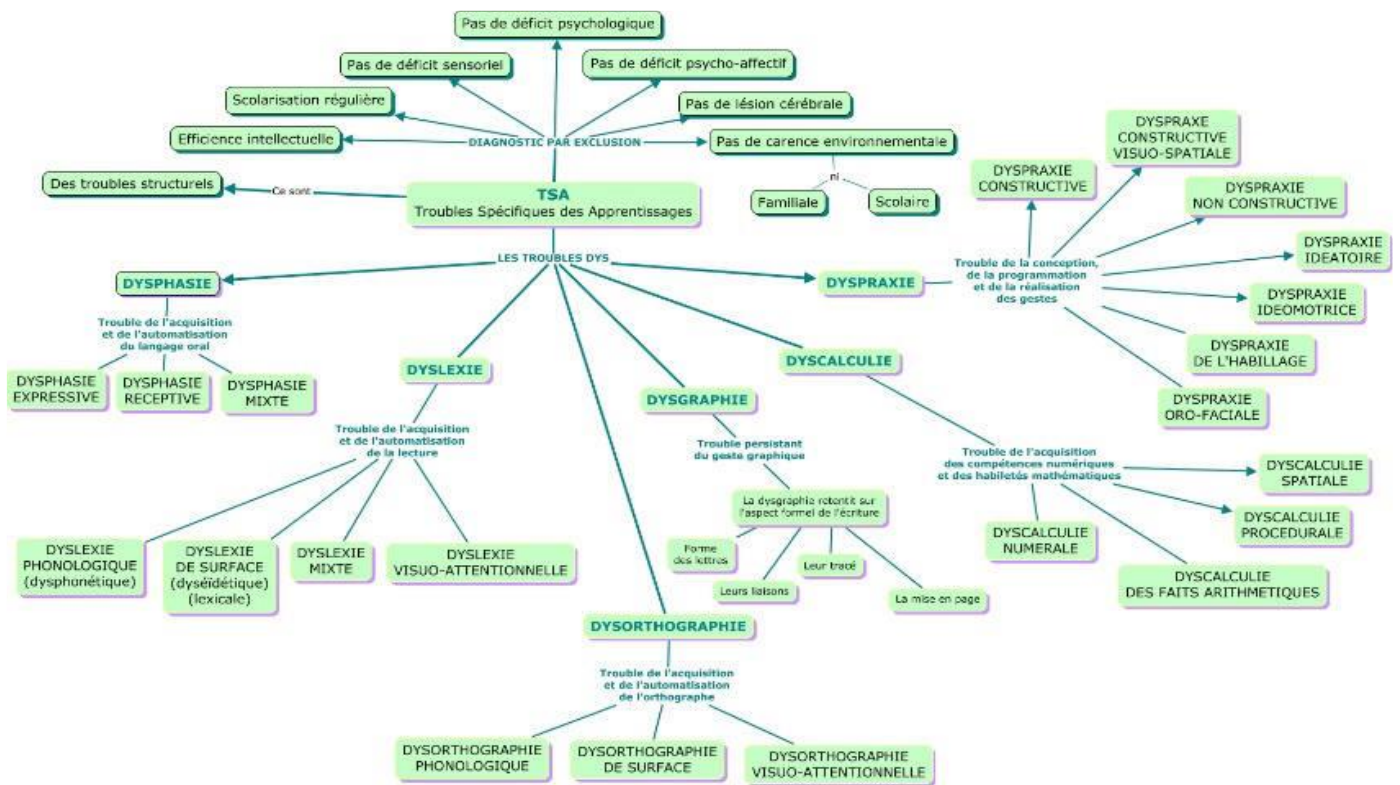 Pas de déficit psychologique
Pas de déficit sensoriel
Pas de déficit psycho-affectif
Scolarisation régulière
Pas de lésion cérébrale
Efficience intellectuelle
DIAGNOSTIC PAR EXCLUSION
Pas de carence environnementale
ni
Familiale
Scolaire
Des troubles structurels
Ce sont
TSA
Troubles Spécifiques des Apprentissages
LES TROUBLES DYS
DYSPHASIE
Trouble de l'acquisition
et de l'automatisation
du langage oral
DYSPHASIE
EXPRESSIVE
DYSPHASIE
RECEPTIVE
DYSPHASIE
MIXTE
DYSLEXIE
Trouble de l'acquisition
et de l'automatisation
de la lecture
DYSLEXIE
PHONOLOGIQUE
(dysphonétique)
DYSLEXIE
DE SURFACE
(dyséïdétique)
(lexicale)
DYSLEXIE
MIXTE
DYSLEXIE
VISUO-ATTENTIONNELLE
DYSORTHOGRAPHIE
Trouble de l'acquisition
et de l'automatisation
de l'orthographe
DYSORTHOGRAPHIE
PHONOLOGIQUE
DYSORTHOGRAPHIE
DE SURFACE
DYSORTHOGRAPHIE
VISUO-ATTENTIONNELLE
DYSGRAPHIE
Trouble persistant
du geste graphique
La dysgraphie retentit sur
l'aspect formel de l'écriture
Forme
des lettres
Leurs liaisons
Leur tracé
La mise en page
DYSCALCULIE
Trouble de l'acquisition
des compétences numériques
et des habiletés mathématiques
DYSCALCULIE
NUMERALE
DYSCALCULIE
SPATIALE
DYSCALCULIE
PROCEDURALE
DYSCALCULIE
DES FAITS ARITHMETIQUES
DYSPRAXIE
Trouble de la conception,
de la programmation
et de la réalisation
des gestes
DYSPRAXIE
CONSTRUCTIVE
DYSPRAXE
CONSTRUCTIVE
VISUO-SPATIALE
DYSPRAXIE
NON CONSTRUCTIVE
DYSPRAXIE
IDEATOIRE
DYSPRAXIE
IDEOMOTRICE
DYSPRAXIE
DE L'HABILLAGE
DYSPRAXIE
ORO-FACIALE